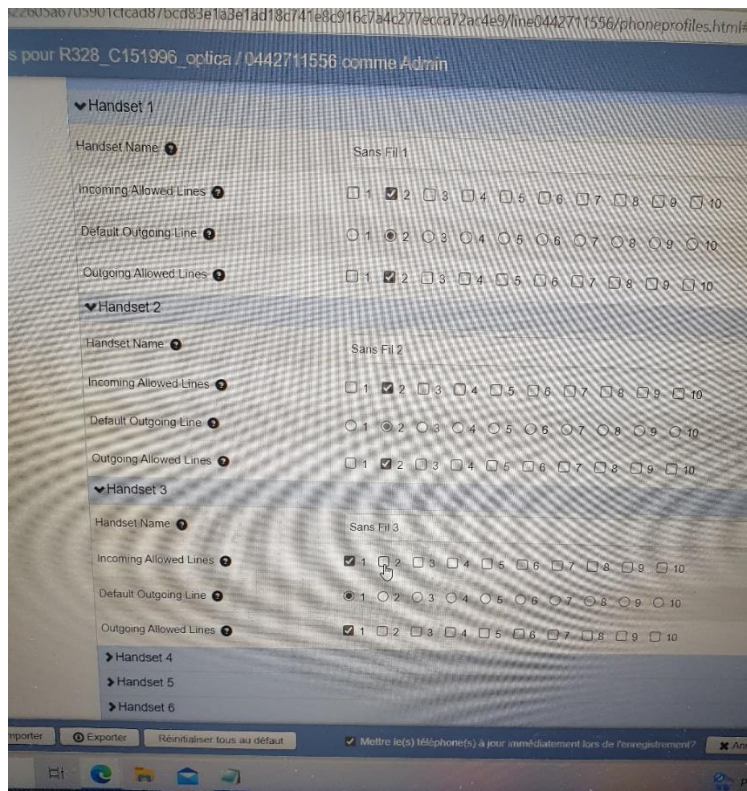 /line0442711556/phoneprofiles.html#
s pour R328_C151996_optica / 0442711556 comme Admin
Handset 1
Handset Name ? Sans Fil 1
Incoming Allowed Lines ? 1 2 3 4 5 6 7 8 9 10
Default Outgoing Line ? 1 2 3 4 5 6 7 8 9 10
Outgoing Allowed Lines ? 1 2 3 4 5 6 7 8 9 10
Handset 2
Handset Name ? Sans Fil 2
Incoming Allowed Lines ? 1 2 3 4 5 6 7 8 9 10
Default Outgoing Line ? 1 2 3 4 5 6 7 8 9 10
Outgoing Allowed Lines ? 1 2 3 4 5 6 7 8 9 10
Handset 3
Handset Name ? Sans Fil 3
Incoming Allowed Lines ? 1 2 3 4 5 6 7 8 9 10
Default Outgoing Line ? 1 2 3 4 5 6 7 8 9 10
Outgoing Allowed Lines ? 1 2 3 4 5 6 7 8 9 10
Handset 4
Handset 5
Handset 6
mporter Exporter Réinitialiser tous au défaut Mettre le(s) téléphone(s) à jour immédiatement lors de l'enregistrement? An